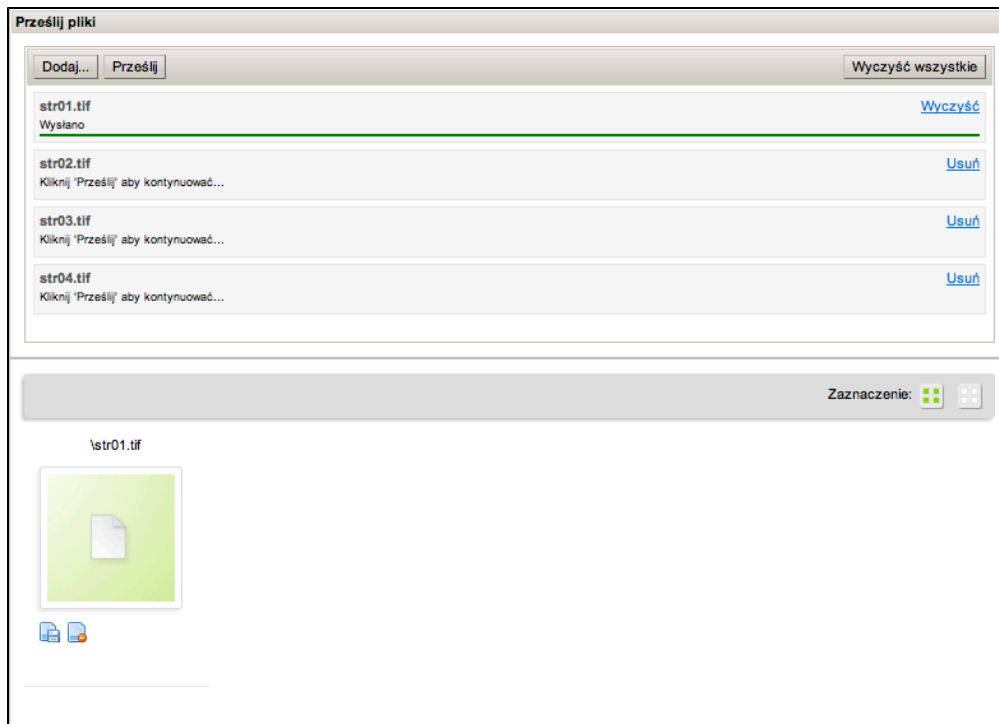 Prześlij pliki
Dodaj... Prześlij Wyczyść wszystkie
str01.tif Wyczyść
Wysłano
str02.tif Usuń
Kliknij 'Prześlij' aby kontynuować...
str03.tif Usuń
Kliknij 'Prześlij' aby kontynuować...
str04.tif Usuń
Kliknij 'Prześlij' aby kontynuować...
Zaznaczenie:
\str01.tif